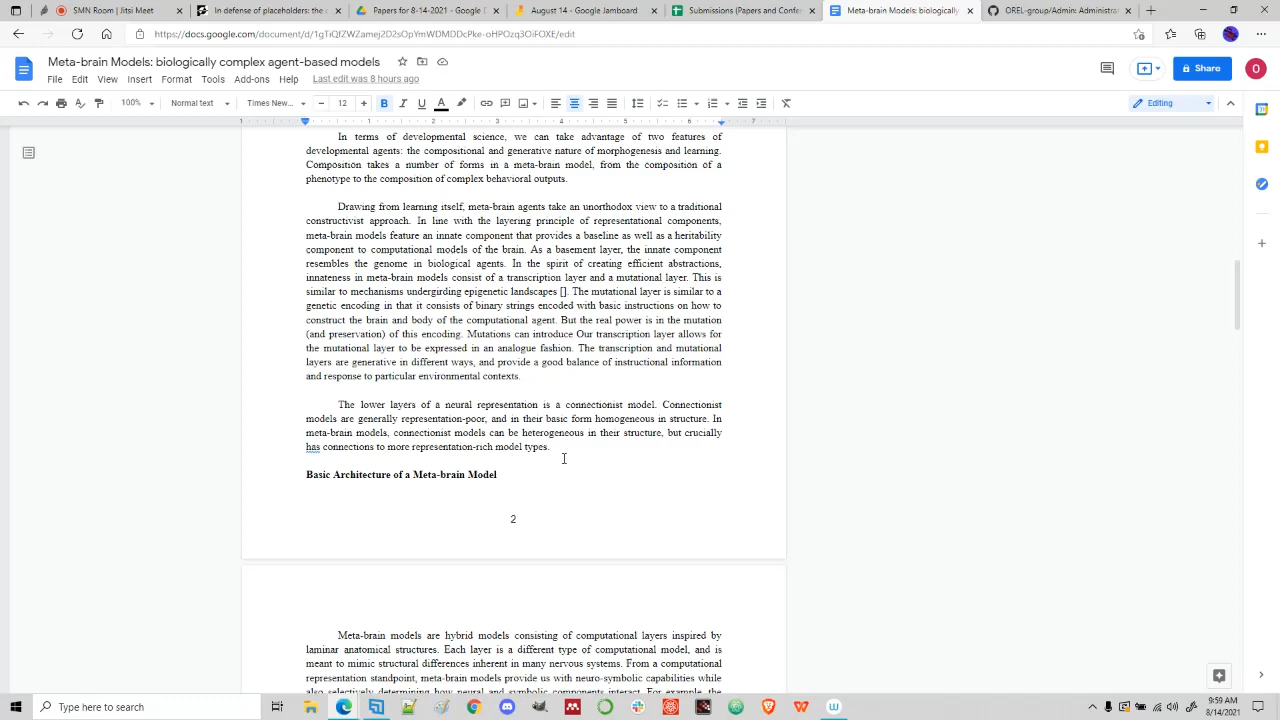 SMN Room | Jitsi Meet
In defense of placeholders: the c
Papers for 8-14-2021 - Google D
August 14 - Google Jamboard
Submissions (Papers and Confer
Meta-brain Models: biologically
OREL-group/Admin: Administrat
https://docs.google.com/document/d/1gTiQfZWZamej2D2sOpYmWDMDDcPke-oHPOzq3OiFOXE/edit
Meta-brain Models: biologically complex agent-based models
File Edit View Insert Format Tools Add-ons Help Last edit was 8 hours ago
Share
O
100% Normal text Times New... 12 B I U A Editing
1 1 2 3 4 5 6 7
In terms of developmental science, we can take advantage of two features of
developmental agents: the compositional and generative nature of morphogenesis and learning.
Composition takes a number of forms in a meta-brain model, from the composition of a
phenotype to the composition of complex behavioral outputs.
Drawing from learning itself, meta-brain agents take an unorthodox view to a traditional
constructivist approach. In line with the layering principle of representational components,
meta-brain models feature an innate component that provides a baseline as well as a heritability
component to computational models of the brain. As a basement layer, the innate component
resembles the genome in biological agents. In the spirit of creating efficient abstractions,
innateness in meta-brain models consist of a transcription layer and a mutational layer. This is
similar to mechanisms undergirding epigenetic landscapes []. The mutational layer is similar to a
genetic encoding in that it consists of binary strings encoded with basic instructions on how to
construct the brain and body of the computational agent. But the real power is in the mutation
(and preservation) of this encoding. Mutations can introduce Our transcription layer allows for
the mutational layer to be expressed in an analogue fashion. The transcription and mutational
layers are generative in different ways, and provide a good balance of instructional information
and response to particular environmental contexts.
The lower layers of a neural representation is a connectionist model. Connectionist
models are generally representation-poor, and in their basic form homogeneous in structure. In
meta-brain models, connectionist models can be heterogeneous in their structure, but crucially
has connections to more representation-rich model types.
Basic Architecture of a Meta-brain Model
2
Meta-brain models are hybrid models consisting of computational layers inspired by
laminar anatomical structures. Each layer is a different type of computational model, and is
meant to mimic structural differences inherent in many nervous systems. From a computational
representation standpoint, meta-brain models provide us with neuro-symbolic capabilities while
also selectively determining how neural and symbolic components interact. For example, the
Type here to search
9:59 AM
8/14/2021